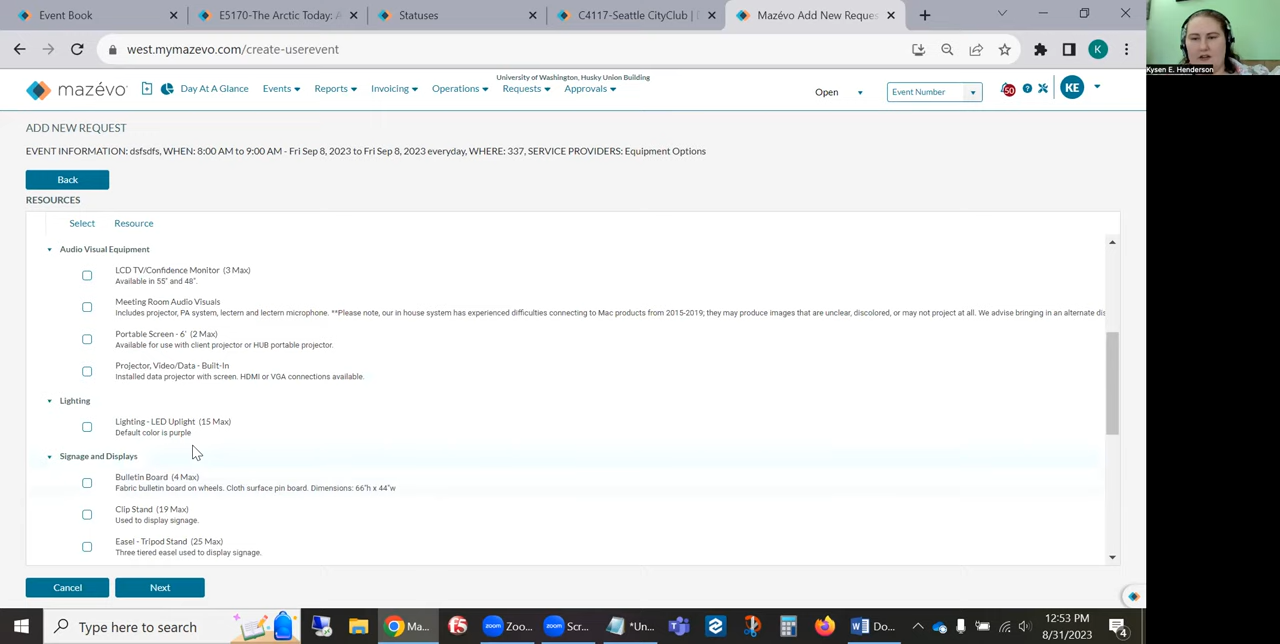 Event Book
E5170-The Arctic Today: A
Statuses
C4117-Seattle CityClub |
Mazévo Add New Reques
west.mymazevo.com/create-userevent
K
Kysen E. Henderson
mazévo
University of Washington, Husky Union Building
Day At A Glance Events Reports Invoicing Operations Requests Approvals
Open
Event Number
50
KE
ADD NEW REQUEST
EVENT INFORMATION: dsfsdfs, WHEN: 8:00 AM to 9:00 AM - Fri Sep 8, 2023 to Fri Sep 8, 2023 everyday, WHERE: 337, SERVICE PROVIDERS: Equipment Options
Back
RESOURCES
Select Resource
Audio Visual Equipment
LCD TV/Confidence Monitor (3 Max)
Available in 55" and 48".
Meeting Room Audio Visuals
Includes projector, PA system, lectern and lectern microphone. **Please note, our in house system has experienced difficulties connecting to Mac products from 2015-2019; they may produce images that are unclear, discolored, or may not project at all. We advise bringing in an alternate dis
Portable Screen - 6' (2 Max)
Available for use with client projector or HUB portable projector.
Projector, Video/Data - Built-In
Installed data projector with screen. HDMI or VGA connections available.
Lighting
Lighting - LED Uplight (15 Max)
Default color is purple
Signage and Displays
Bulletin Board (4 Max)
Fabric bulletin board on wheels. Cloth surface pin board. Dimensions: 66"h x 44"w
Clip Stand (19 Max)
Used to display signage.
Easel - Tripod Stand (25 Max)
Three tiered easel used to display signage.
Cancel Next
Type here to search
Ma...
Zoo...
Scr...
*Un...
Do...
12:53 PM
8/31/2023
4